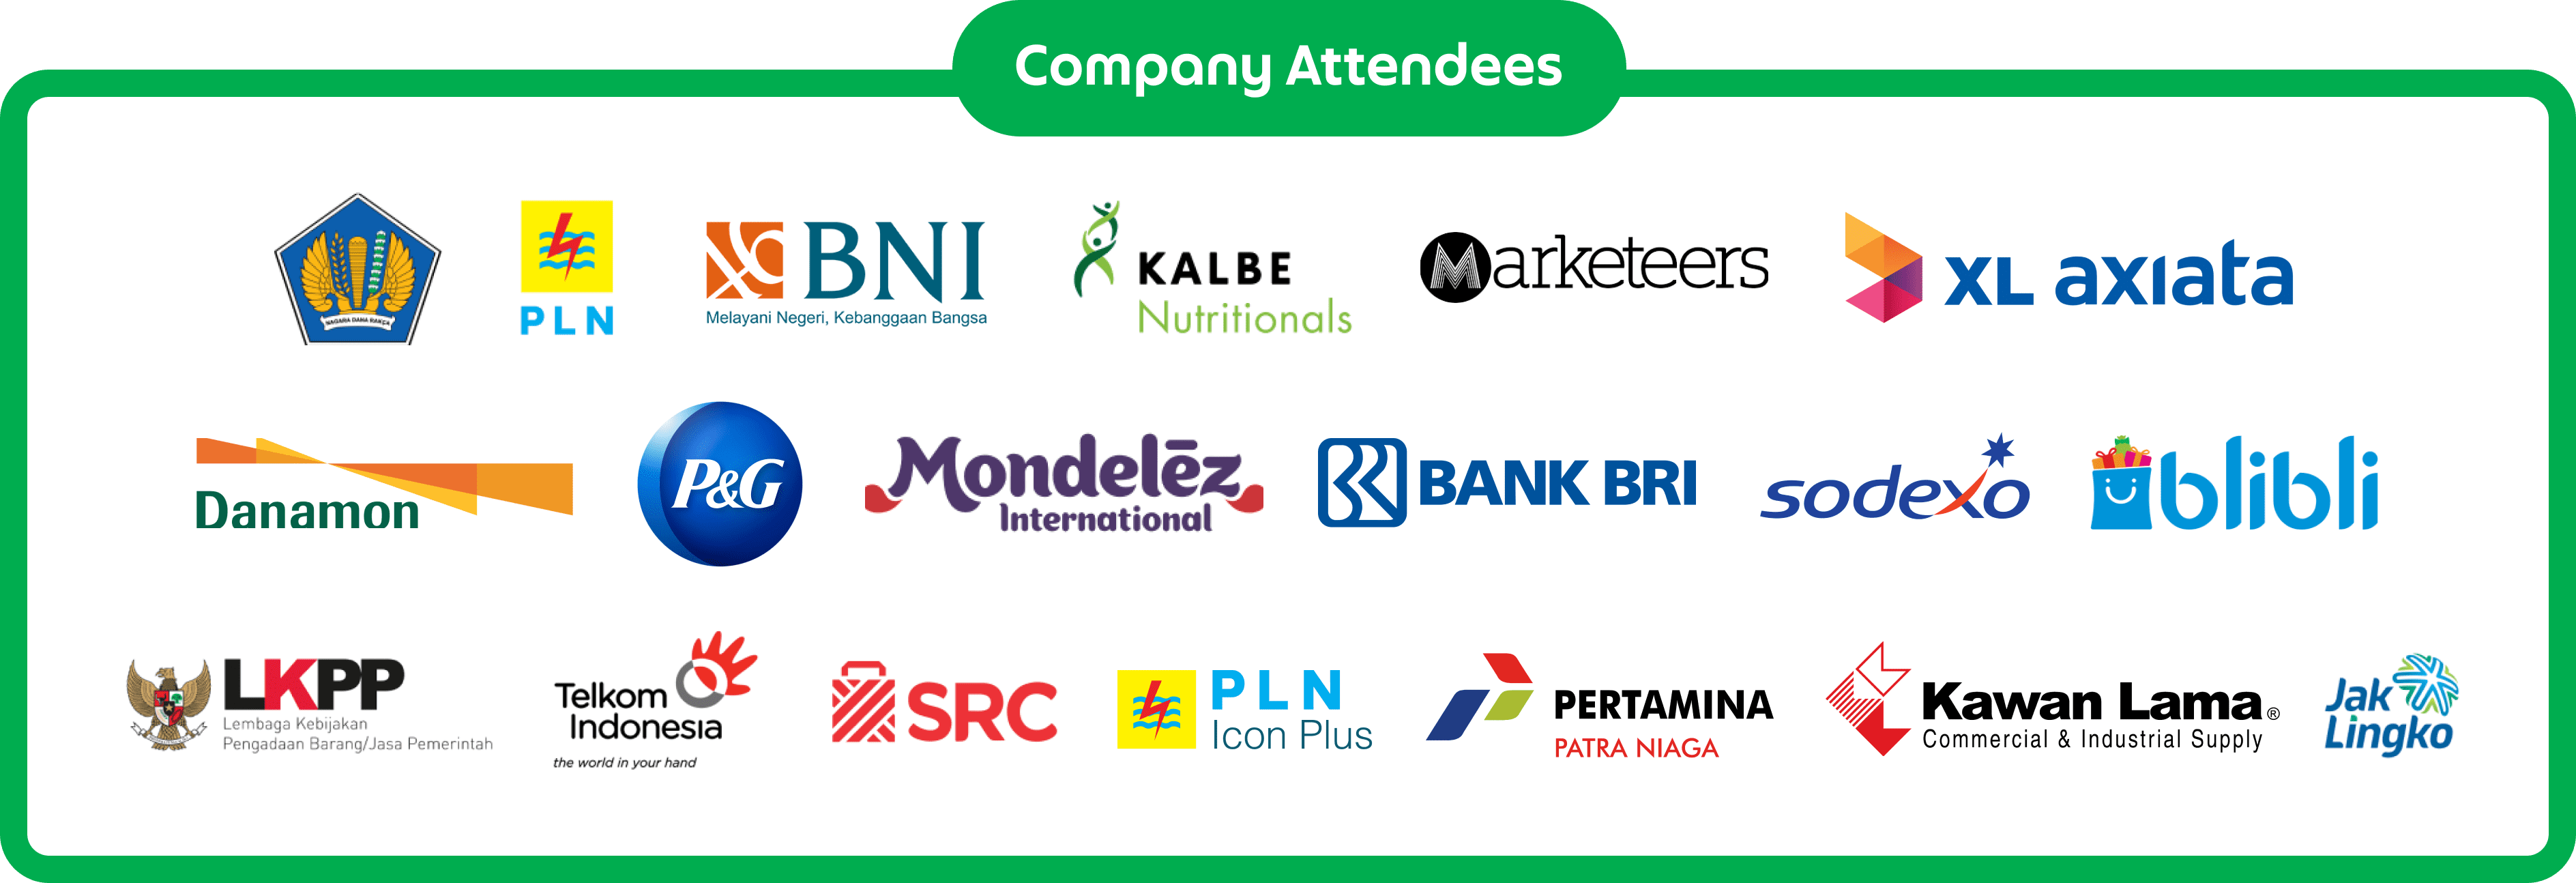 Company Attendees
NAGARA DANA RAKÇA
PLN
BNI
Melayani Negeri, Kebanggaan Bangsa
KALBE
Nutritionals
Marketeers
XL axiata
Danamon
P&G
Mondelēz
International
BANK BRI
sodexo
blibli
LKPP
Lembaga Kebijakan
Pengadaan Barang/Jasa Pemerintah
Telkom
Indonesia
the world in your hand
SRC
PLN
Icon Plus
PERTAMINA
PATRA NIAGA
Kawan Lama®
Commercial & Industrial Supply
Jak
Lingko